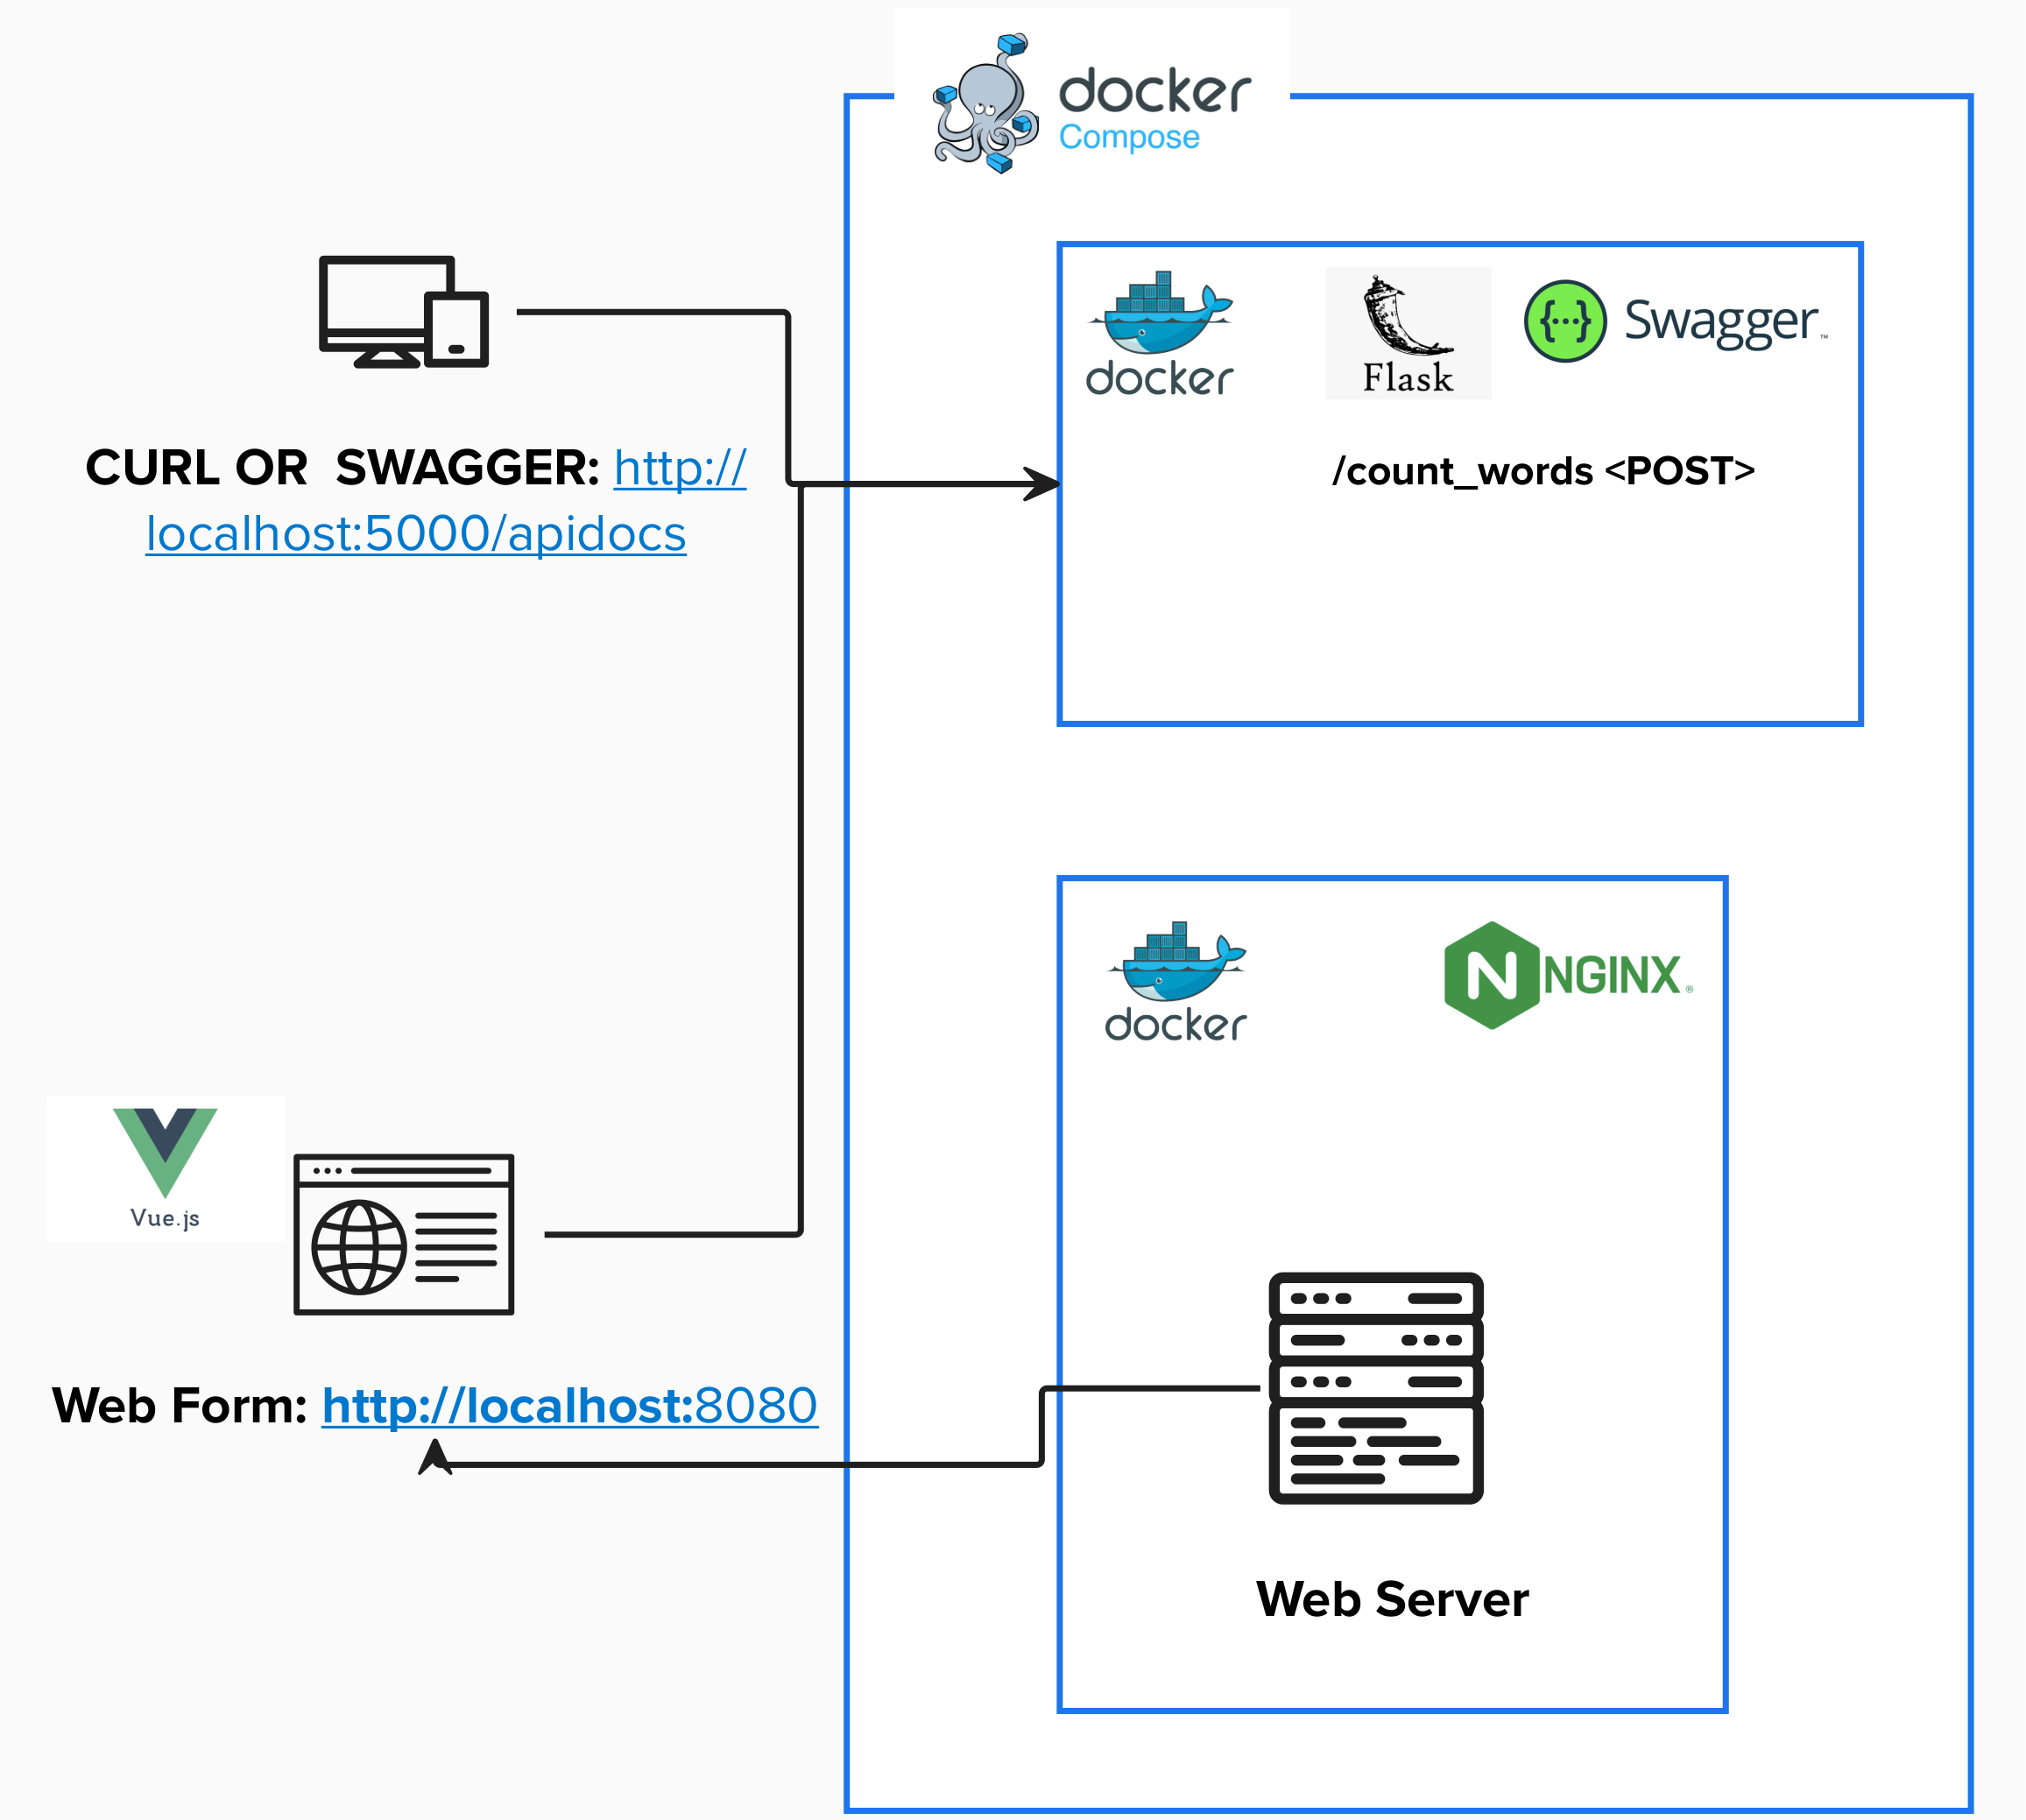 docker
Compose
docker
Flask
Swagger™
CURL OR  SWAGGER: http://
localhost:5000/apidocs
/count_words <POST>
docker
NGINX®
Vue.js
Web Form: http://localhost:8080
Web Server